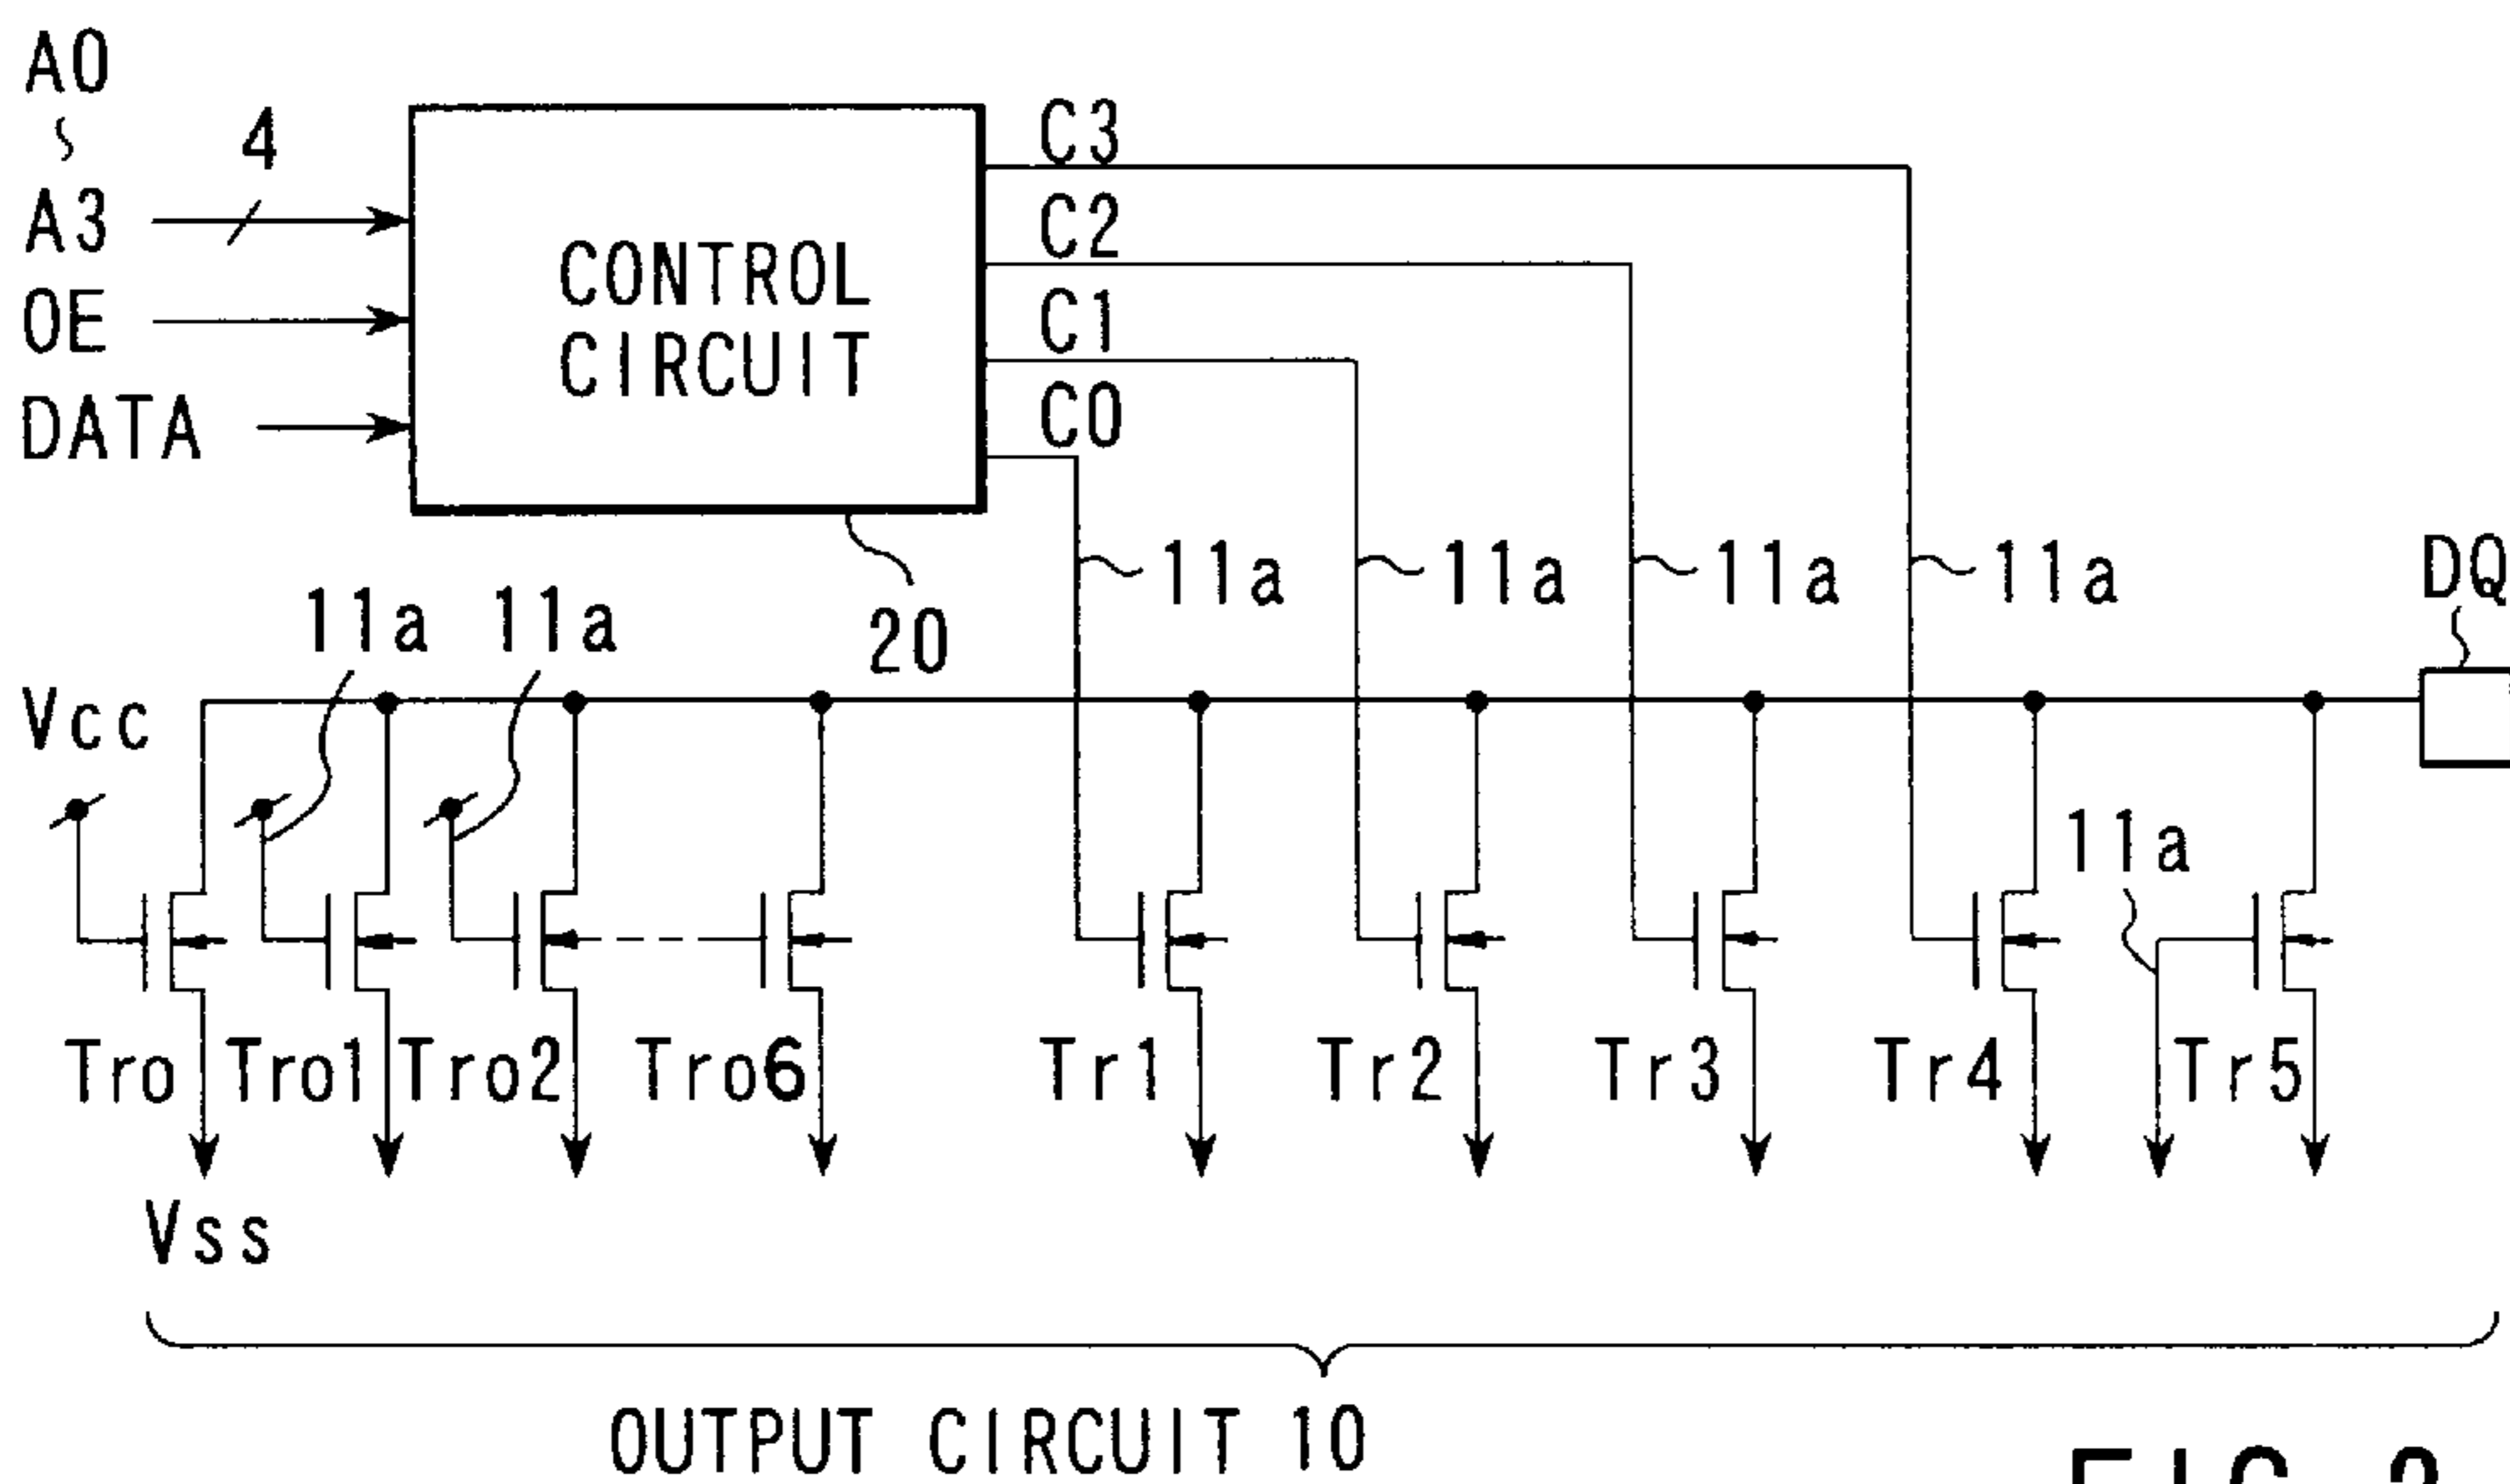 A0
4
A3
OE
DATA
CONTROL
CIRCUIT
C3
C2
C1
C0
20
11a 11a 11a 11a
DQ
11a 11a
Vcc
11a
Tro Tro1 Tro2 Tro6 Tr1 Tr2 Tr3 Tr4 Tr5
Vss
OUTPUT CIRCUIT 10